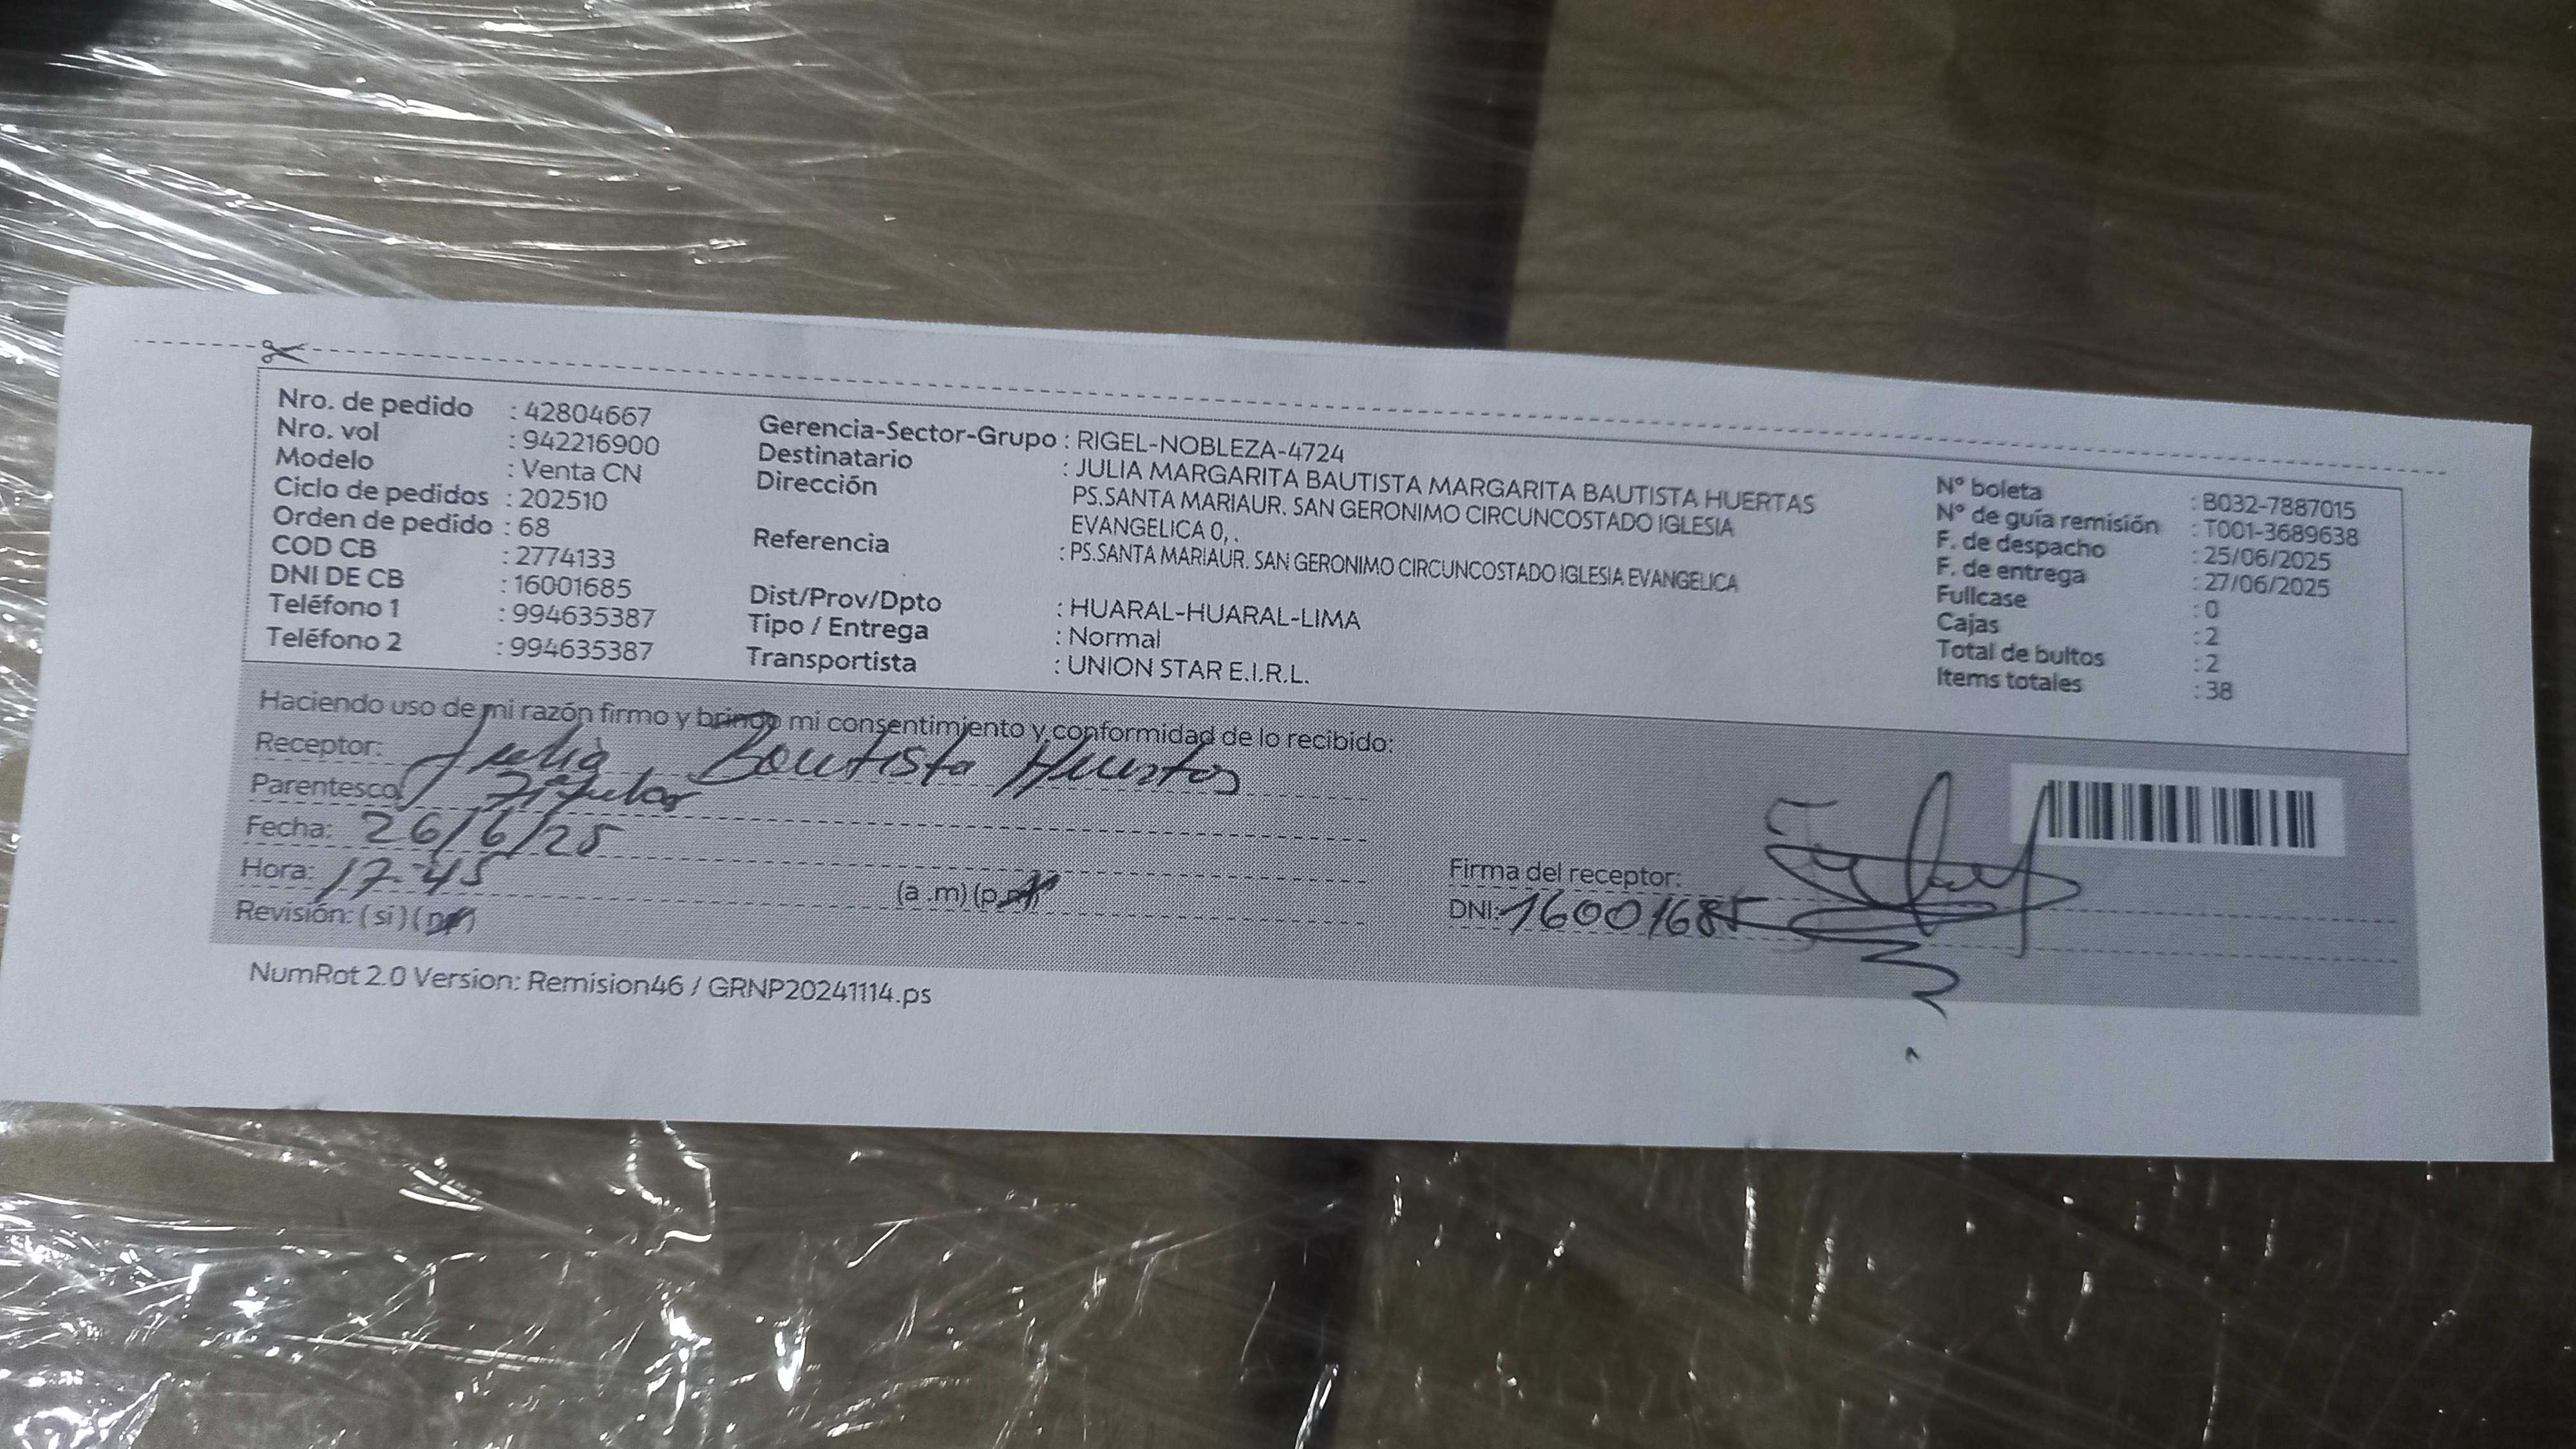 Nro. de pedido : 42804667
Nro. vol : 942216900
Modelo : Venta CN
Ciclo de pedidos : 202510
Orden de pedido : 68
COD CB : 2774133
DNI DE CB : 16001685
Teléfono 1 : 994635387
Teléfono 2 : 994635387
Gerencia-Sector-Grupo : RIGEL-NOBLEZA-4724
Destinatario : JULIA MARGARITA BAUTISTA MARGARITA BAUTISTA HUERTAS
Dirección PS.SANTA MARIAUR. SAN GERONIMO CIRCUNCOSTADO IGLESIA
EVANGELICA 0, .
Referencia : PS.SANTA MARIAUR. SAN GERONIMO CIRCUNCOSTADO IGLESIA EVANGELICA
Dist/Prov/Dpto : HUARAL-HUARAL-LIMA
Tipo / Entrega : Normal
Transportista : UNION STAR E.I.R.L.
N° boleta : B032-7887015
N° de guía remisión : T001-3689638
F. de despacho : 25/06/2025
F. de entrega : 27/06/2025
Fullcase : 0
Cajas : 2
Total de bultos : 2
Items totales : 38
Haciendo uso de mi razón firmo y brindo mi consentimiento y conformidad de lo recibido:
Receptor: Julia Bautista Huertas
Parentesco: Titular
Fecha: 26/6/25
Hora: 17-45 (a .m) (p.m)
Revisión: ( si ) ( no )
Firma del receptor:
DNI: 16001685
NumRot 2.0 Version: Remision46 / GRNP20241114.ps